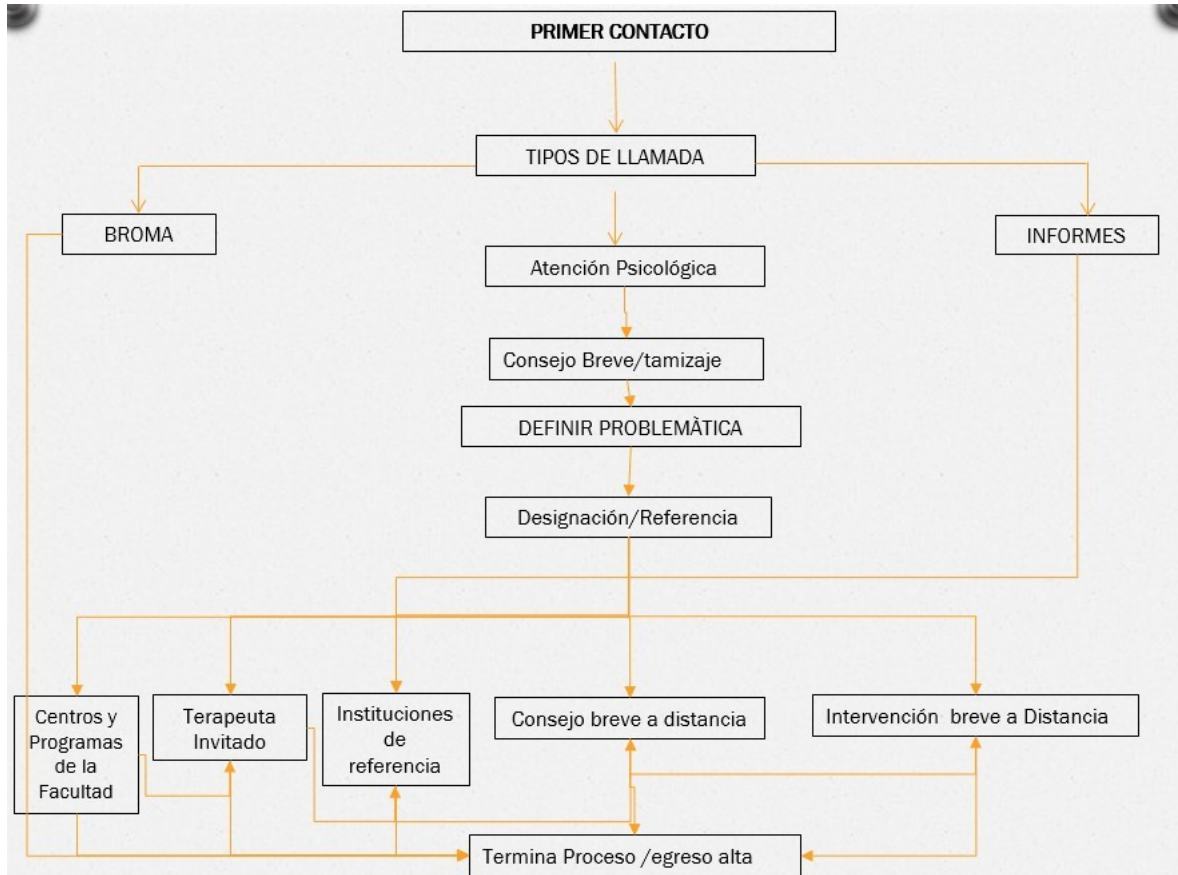 PRIMER CONTACTO
TIPOS DE LLAMADA
BROMA
INFORMES
Atención Psicológica
Consejo Breve/tamizaje
DEFINIR PROBLEMÀTICA
Designación/Referencia
Centros y
Programas
de la
Facultad
Terapeuta
Invitado
Instituciones
de
referencia
Consejo breve a distancia
Intervención breve a Distancia
Termina Proceso /egreso alta